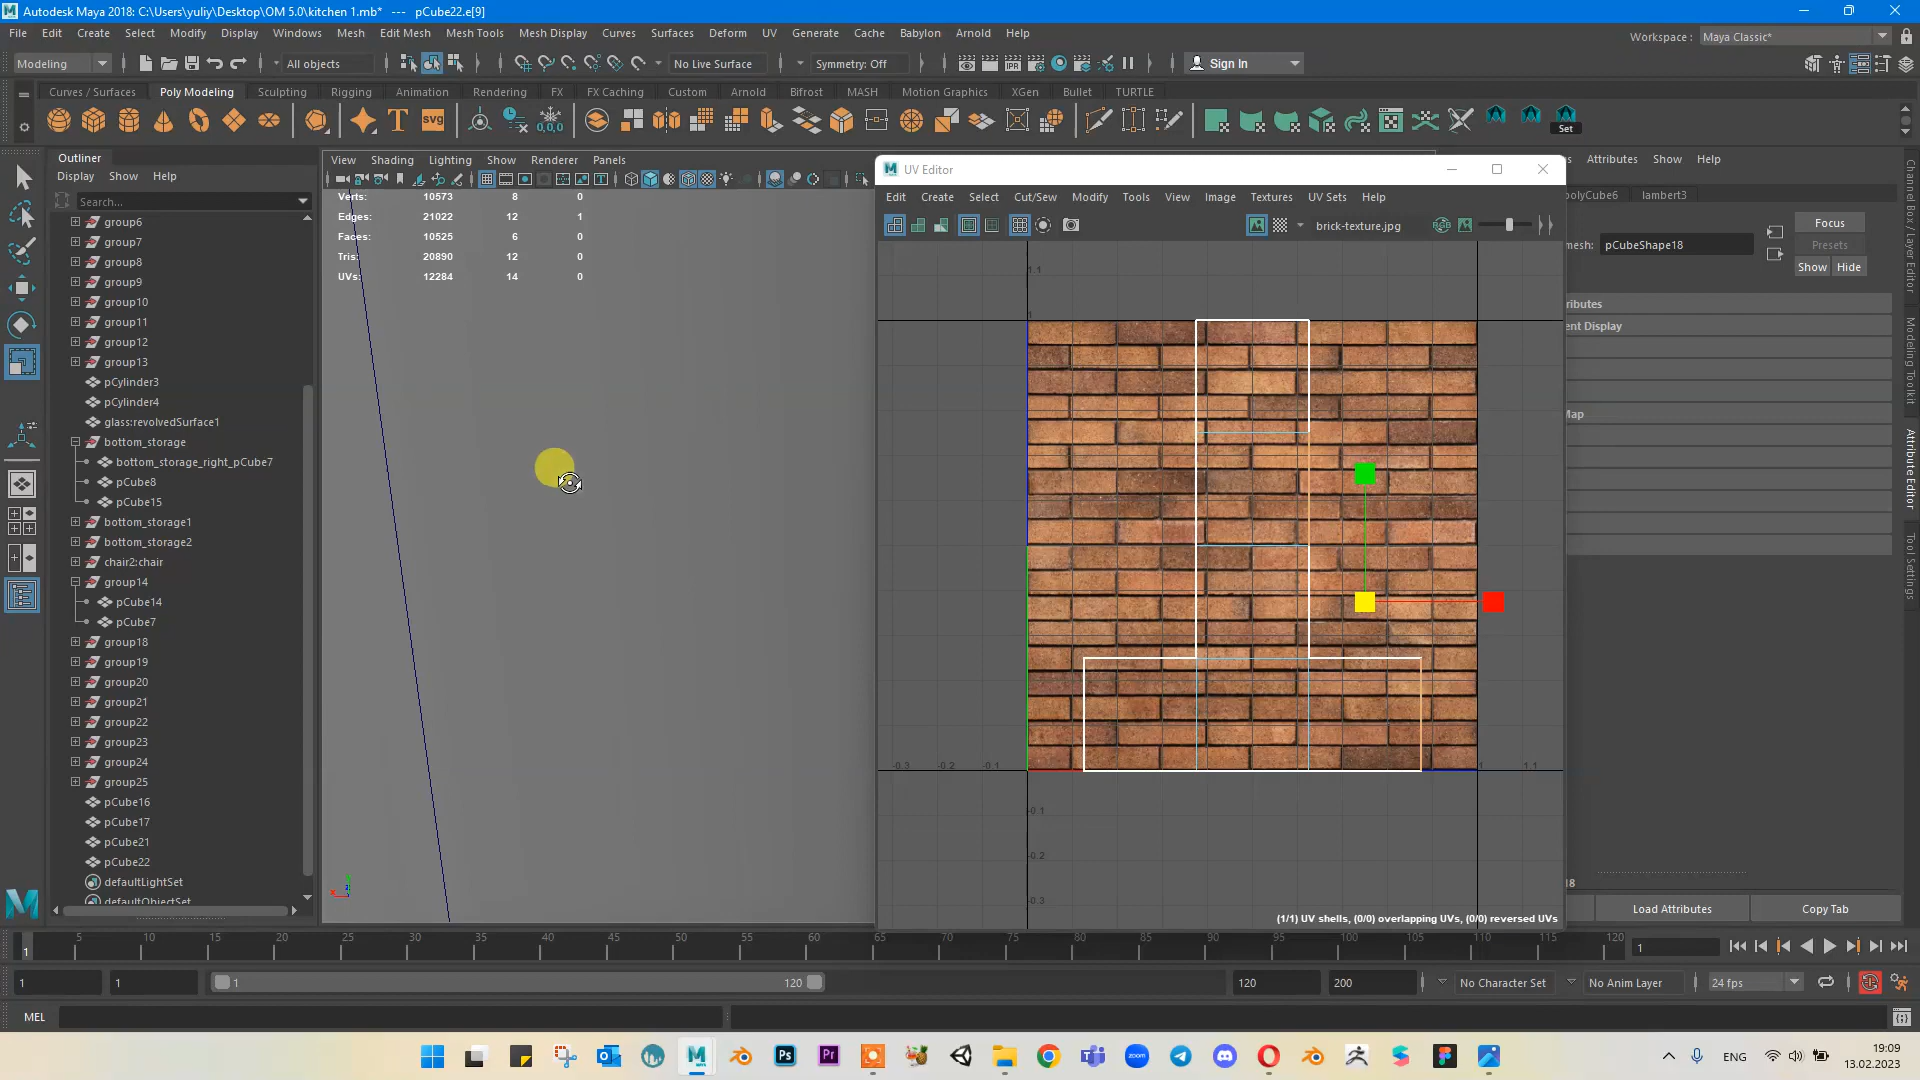 Autodesk Maya 2018: C:\Users\yuliy\Desktop\OM 5.0\kitchen 1.mb* --- pCube22.e[9]
File Edit Create Select Modify Display Windows Mesh Edit Mesh Mesh Tools Mesh Display Curves Surfaces Deform UV Generate Cache Babylon Arnold Help
Workspace : Maya Classic*
Modeling All objects No Live Surface Symmetry: Off Sign In
Curves / Surfaces Poly Modeling Sculpting Rigging Animation Rendering FX FX Caching Custom Arnold Bifrost MASH Motion Graphics XGen Bullet TURTLE
svg 0,0,0 Set
Outliner
Display Show Help
Search...
group6
group7
group8
group9
group10
group11
group12
group13
pCylinder3
pCylinder4
glass:revolvedSurface1
bottom_storage
bottom_storage_right_pCube7
pCube8
pCube15
bottom_storage1
bottom_storage2
chair2:chair
group14
pCube14
pCube7
group18
group19
group20
group21
group22
group23
group24
group25
pCube16
pCube17
pCube21
pCube22
defaultLightSet
defaultObjectSet
View Shading Lighting Show Renderer Panels
Verts: 10573 8 0
Edges: 21022 12 1
Faces: 10525 6 0
Tris: 20890 12 0
UVs: 12284 14 0
UV Editor
Edit Create Select Cut/Sew Modify Tools View Image Textures UV Sets Help
brick-texture.jpg
1.1
1
-0.3 -0.2 -0.1 1 1.1
-0.1
-0.2
-0.3
(1/1) UV shells, (0/0) overlapping UVs, (0/0) reversed UVs
Attributes Show Help
polyCube6 lambert3
mesh: pCubeShape18
Focus
Presets
Show Hide
ributes
ent Display
Map
18
Load Attributes Copy Tab
Channel Box / Layer Editor
Modeling Toolkit
Attribute Editor
Tool Settings
1 5 10 15 20 25 30 35 40 45 50 55 60 65 70 75 80 85 90 95 100 105 110 115 120 1
1 1 1 120 120 200 No Character Set No Anim Layer 24 fps
MEL
Ps Pr zoom ENG 19:09
13.02.2023